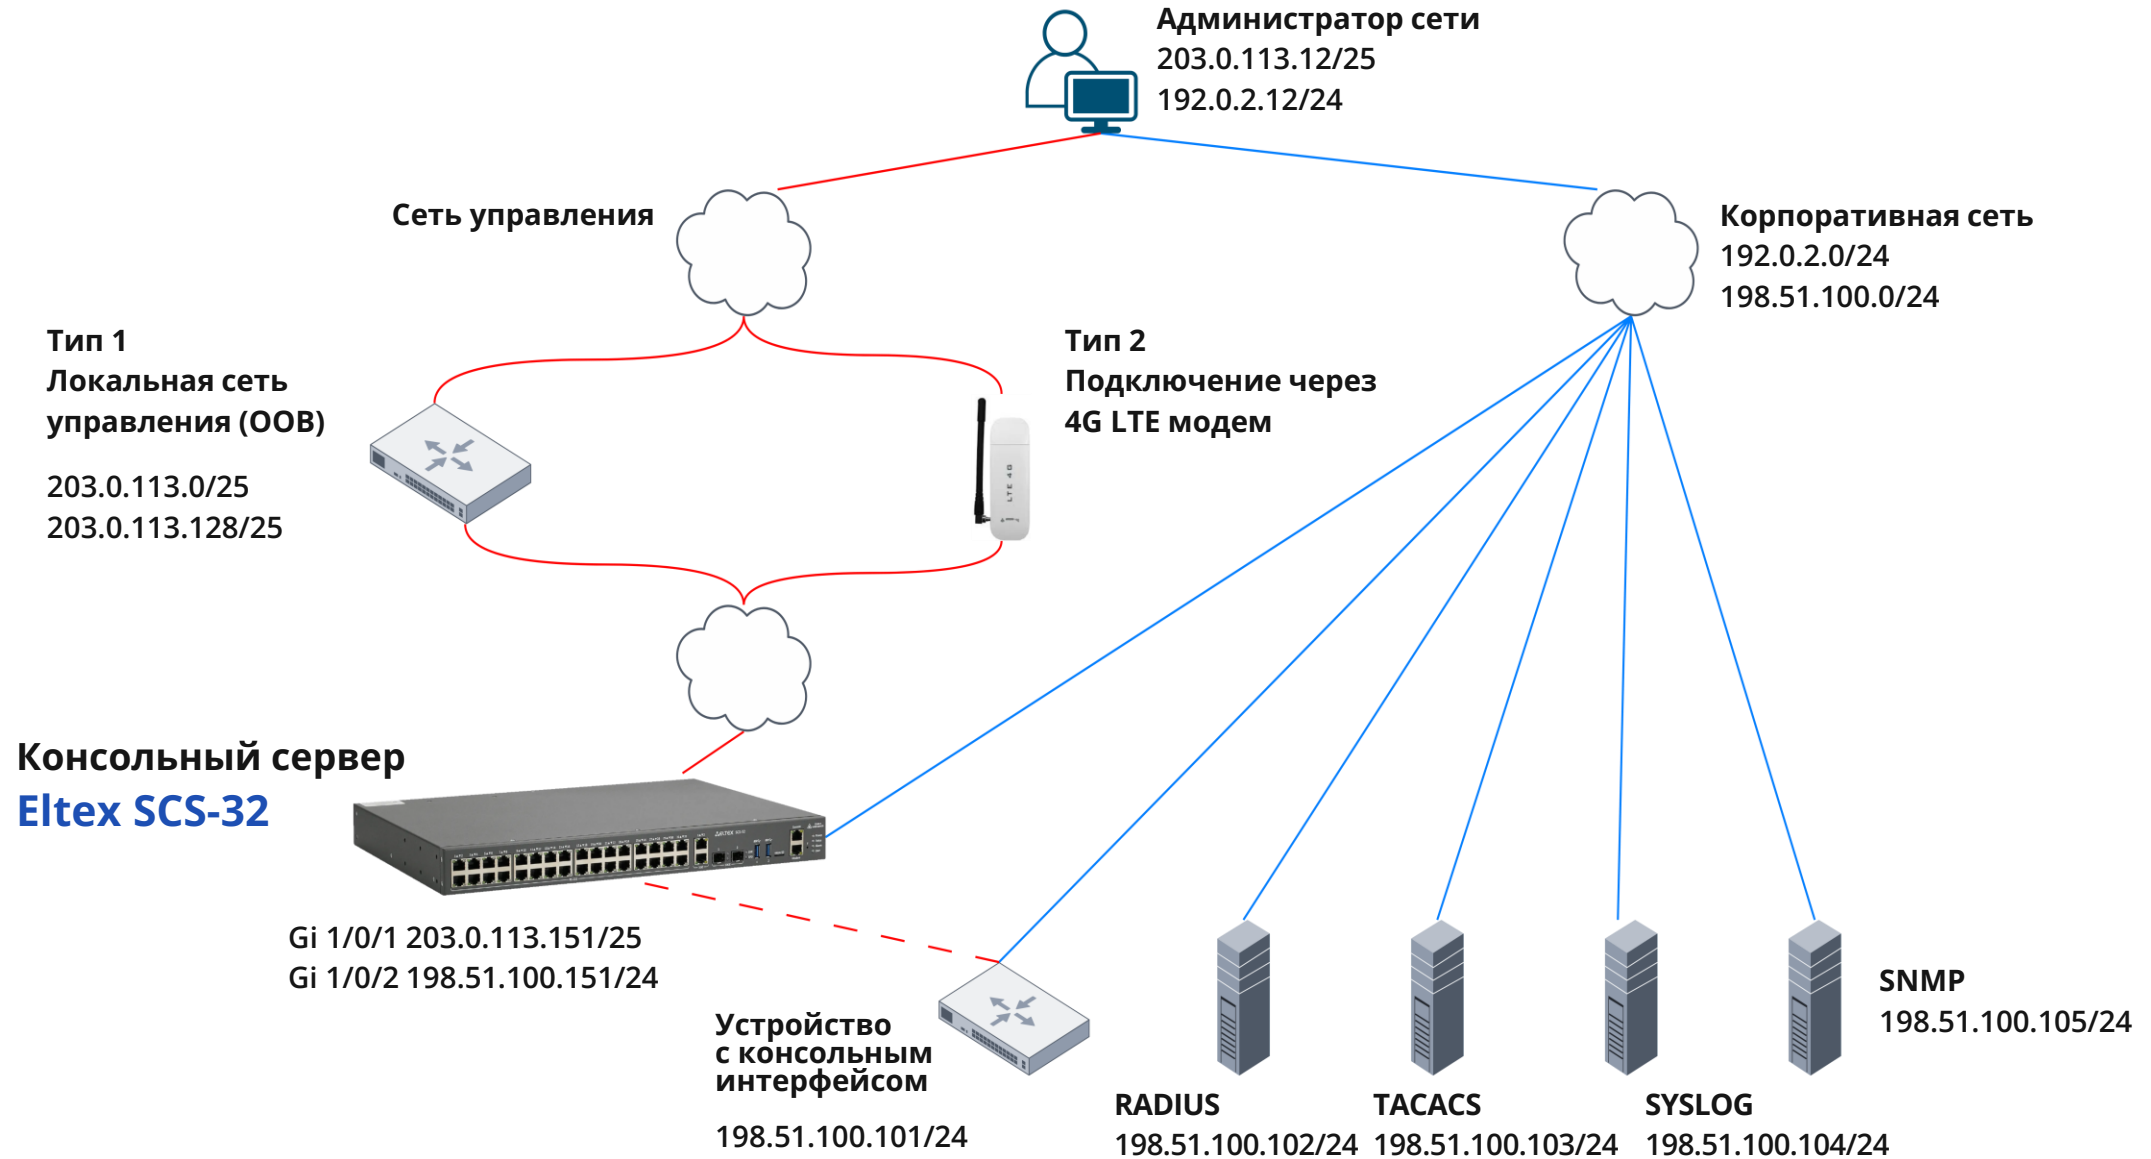 Администратор сети
203.0.113.12/25
192.0.2.12/24
Сеть управления
Корпоративная сеть
192.0.2.0/24
198.51.100.0/24
Тип 1
Локальная сеть
управления (OOB)
203.0.113.0/25
203.0.113.128/25
Тип 2
Подключение через
4G LTE модем
LTE 4G
Консольный сервер
Eltex SCS-32
ELTEX
Gi 1/0/1 203.0.113.151/25
Gi 1/0/2 198.51.100.151/24
Устройство
с консольным
интерфейсом
198.51.100.101/24
RADIUS
198.51.100.102/24
TACACS
198.51.100.103/24
SYSLOG
198.51.100.104/24
SNMP
198.51.100.105/24